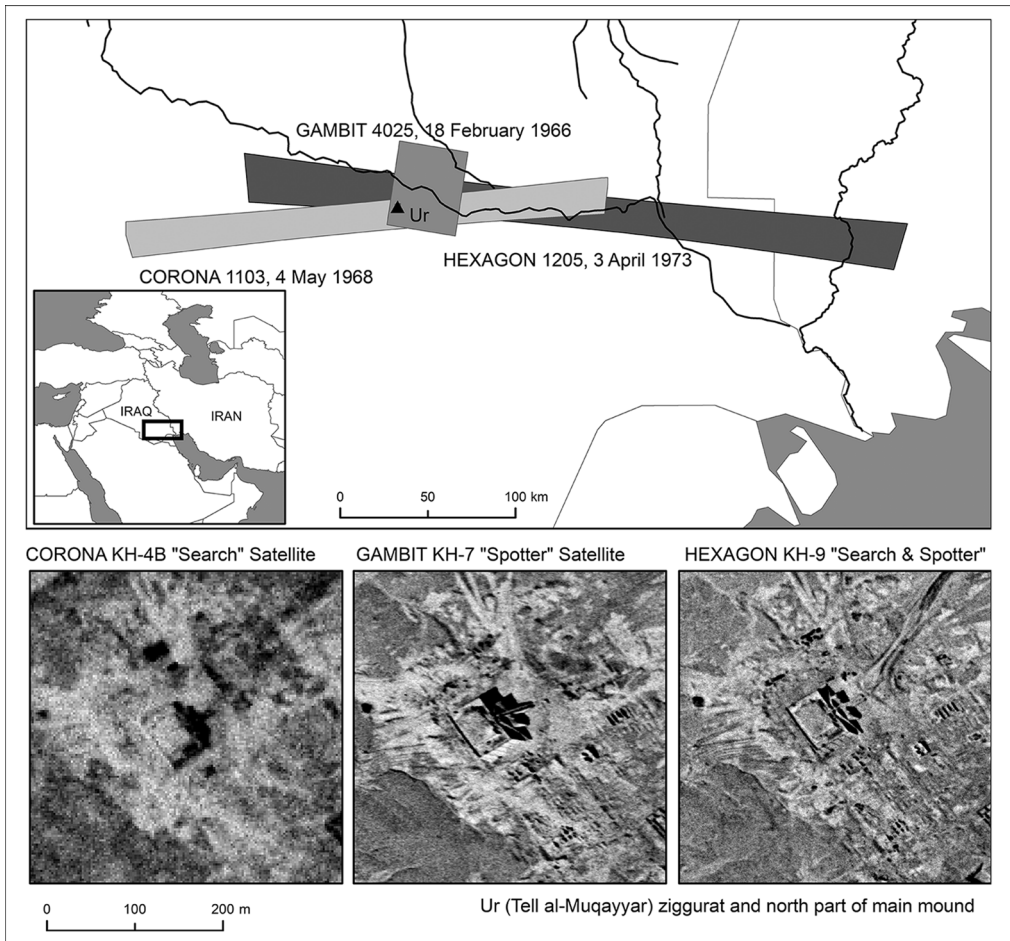 GAMBIT 4025, 18 February 1966
Ur
HEXAGON 1205, 3 April 1973
CORONA 1103, 4 May 1968
IRAQ
IRAN
0 50 100 km
CORONA KH-4B "Search" Satellite
GAMBIT KH-7 "Spotter" Satellite
HEXAGON KH-9 "Search & Spotter"
0 100 200 m
Ur (Tell al-Muqayyar) ziggurat and north part of main mound